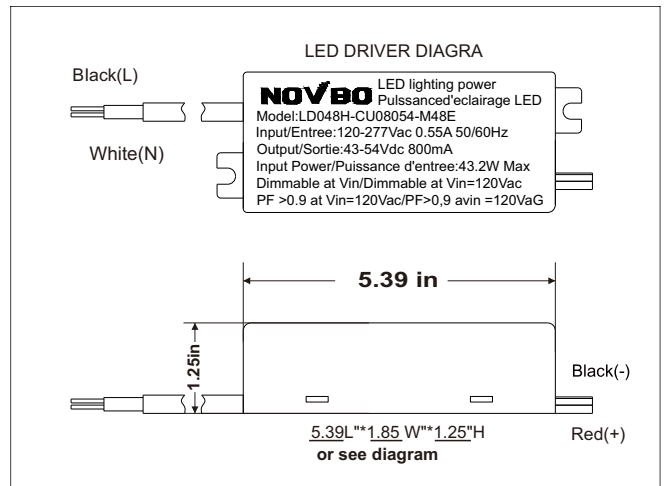 LED DRIVER DIAGRA
Black(L)
White(N)
NOVBO
LED lighting power
Pulssanced'eclairage LED
Model:LD048H-CU08054-M48E
Input/Entree:120-277Vac 0.55A 50/60Hz
Output/Sortie:43-54Vdc 800mA
Input Power/Puissance d'entree:43.2W Max
Dimmable at Vin/Dimmable at Vin=120Vac
PF >0.9 at Vin=120Vac/PF>0,9 avin =120VaG
5.39 in
1.25in
Black(-)
Red(+)
5.39L"*1.85 W"*1.25"H
or see diagram